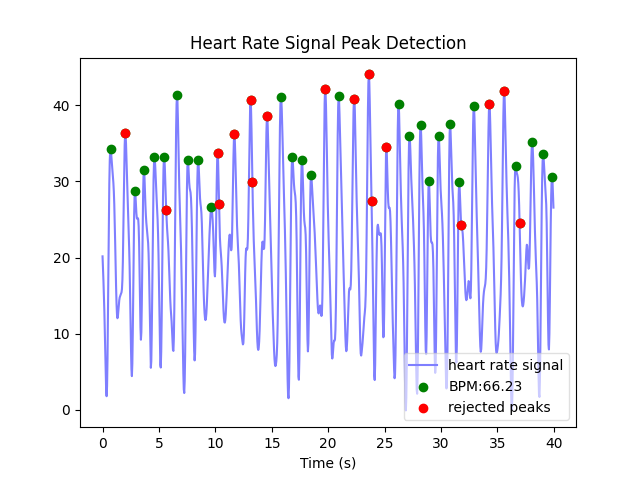 Heart Rate Signal Peak Detection
40
30
20
10
0
heart rate signal
BPM:66.23
rejected peaks
0 5 10 15 20 25 30 35 40
Time (s)